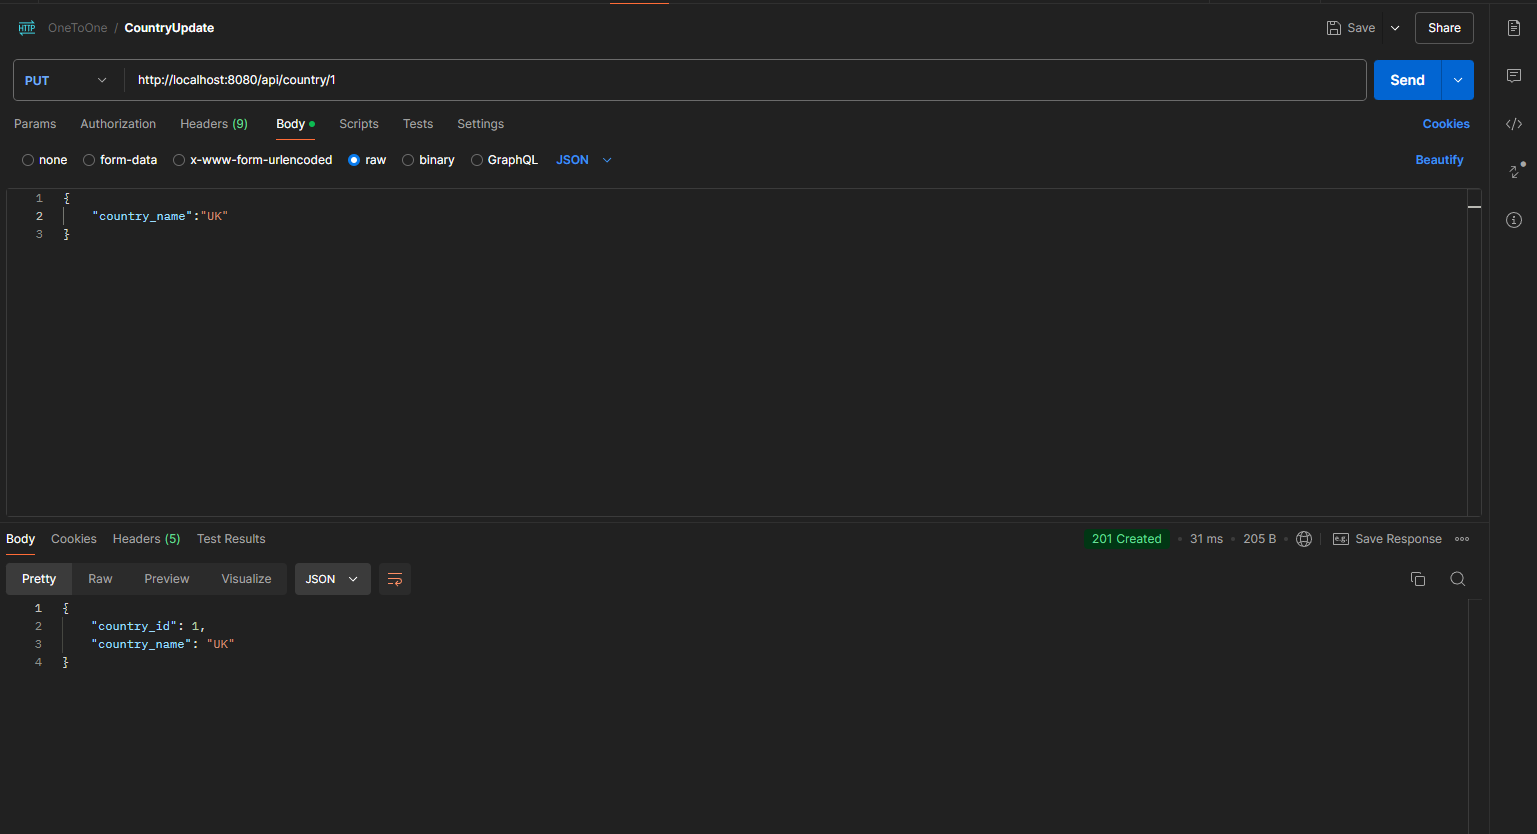 HTTP OneToOne / CountryUpdate Save Share
PUT http://localhost:8080/api/country/1 Send
Params Authorization Headers (9) Body Scripts Tests Settings Cookies
none form-data x-www-form-urlencoded raw binary GraphQL JSON Beautify
1 {
2 "country_name":"UK"
3 }
Body Cookies Headers (5) Test Results 201 Created 31 ms 205 B e.g. Save Response
Pretty Raw Preview Visualize JSON
1 {
2 "country_id": 1,
3 "country_name": "UK"
4 }